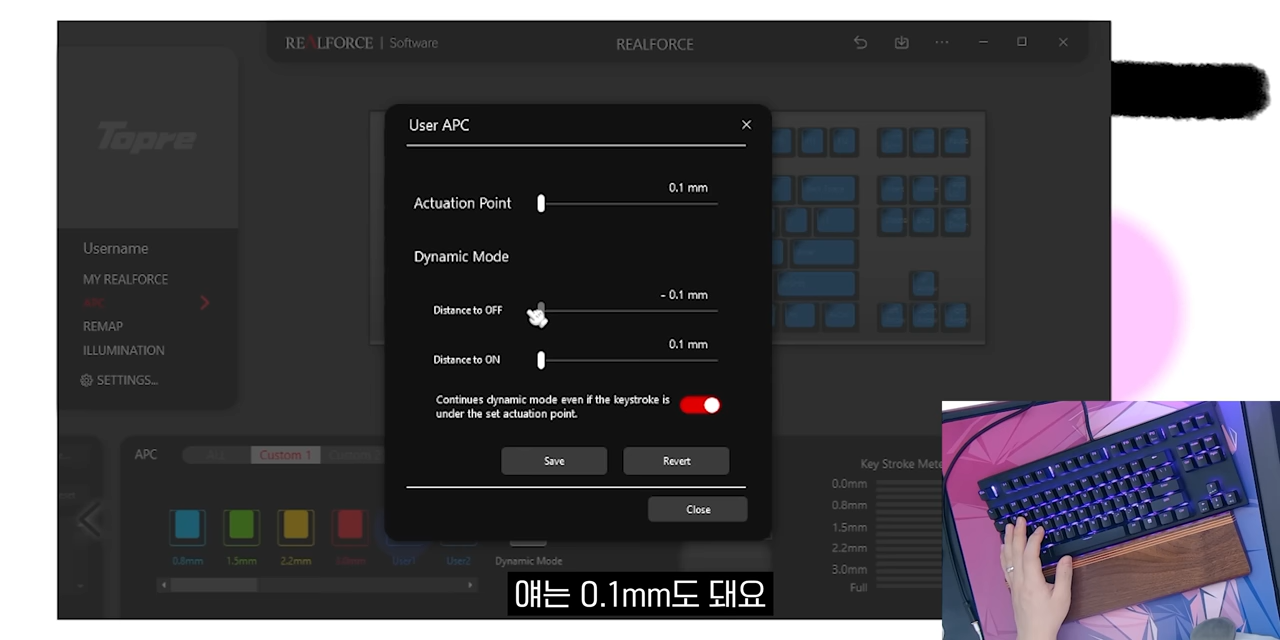 REALFORCE | Software
REALFORCE
Topre
User APC
0.1 mm
Actuation Point
Dynamic Mode
- 0.1 mm
Distance to OFF
0.1 mm
Distance to ON
Continues dynamic mode even if the keystroke is
under the set actuation point.
Save
Revert
Close
Username
MY REALFORCE
APC
REMAP
ILLUMINATION
SETTINGS...
APC
ALL
Custom 1
0.8mm
1.5mm
2.2mm
3.0mm
User1
User2
Dynamic Mode
Key Stroke Mete
0.0mm
0.8mm
1.5mm
2.2mm
3.0mm
Full
얘는 0.1mm도 돼요